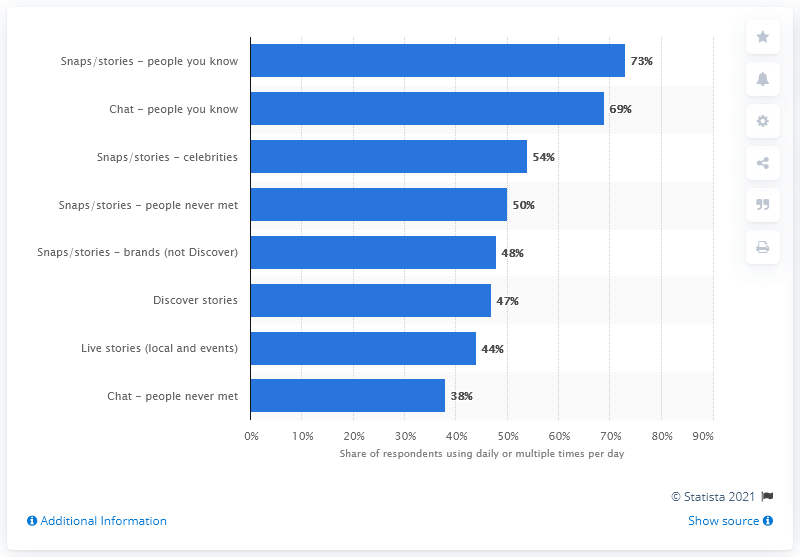 Snaps/stories - people you know 73%
Chat - people you know 69%
Snaps/stories - celebrities 54%
Snaps/stories - people never met 50%
Snaps/stories - brands (not Discover) 48%
Discover stories 47%
Live stories (local and events) 44%
Chat - people never met 38%
0% 10% 20% 30% 40% 50% 60% 70% 80% 90%
Share of respondents using daily or multiple times per day
© Statista 2021
Additional Information Show source